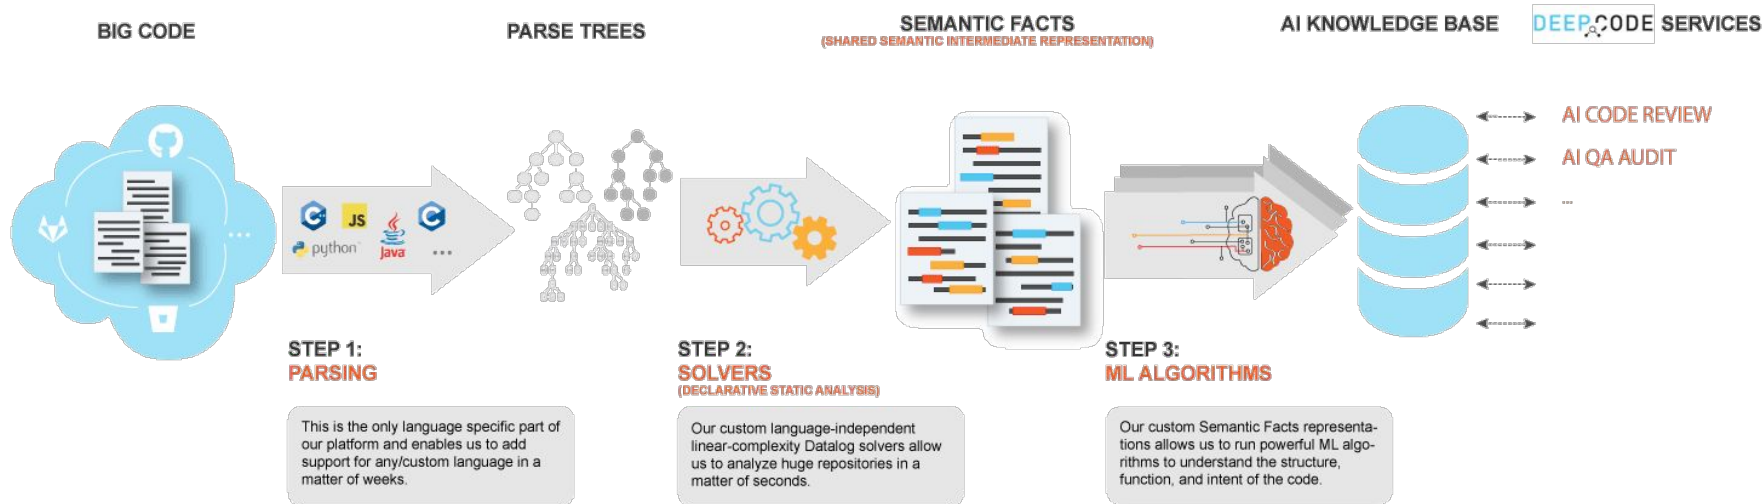 BIG CODE
PARSE TREES
SEMANTIC FACTS
(SHARED SEMANTIC INTERMEDIATE REPRESENTATION)
AI KNOWLEDGE BASE
DEEPCODE SERVICES
JS
python
Java
...
...
AI CODE REVIEW
AI QA AUDIT
...
STEP 1:
PARSING
This is the only language specific part of
our platform and enables us to add
support for any/custom language in a
matter of weeks.
STEP 2:
SOLVERS
(DECLARATIVE STATIC ANALYSIS)
Our custom language-independent
linear-complexity Datalog solvers allow
us to analyze huge repositories in a
matter of seconds.
STEP 3:
ML ALGORITHMS
Our custom Semantic Facts representa-
tions allows us to run powerful ML algo-
rithms to understand the structure,
function, and intent of the code.